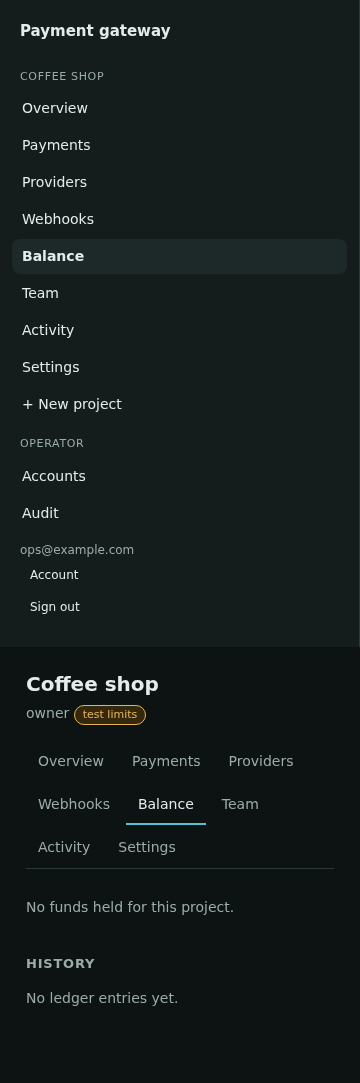 Payment gateway
COFFEE SHOP
Overview
Payments
Providers
Webhooks
Balance
Team
Activity
Settings
+ New project
OPERATOR
Accounts
Audit
ops@example.com
Account
Sign out
Coffee shop
owner test limits
Overview Payments Providers
Webhooks Balance Team
Activity Settings
No funds held for this project.
HISTORY
No ledger entries yet.